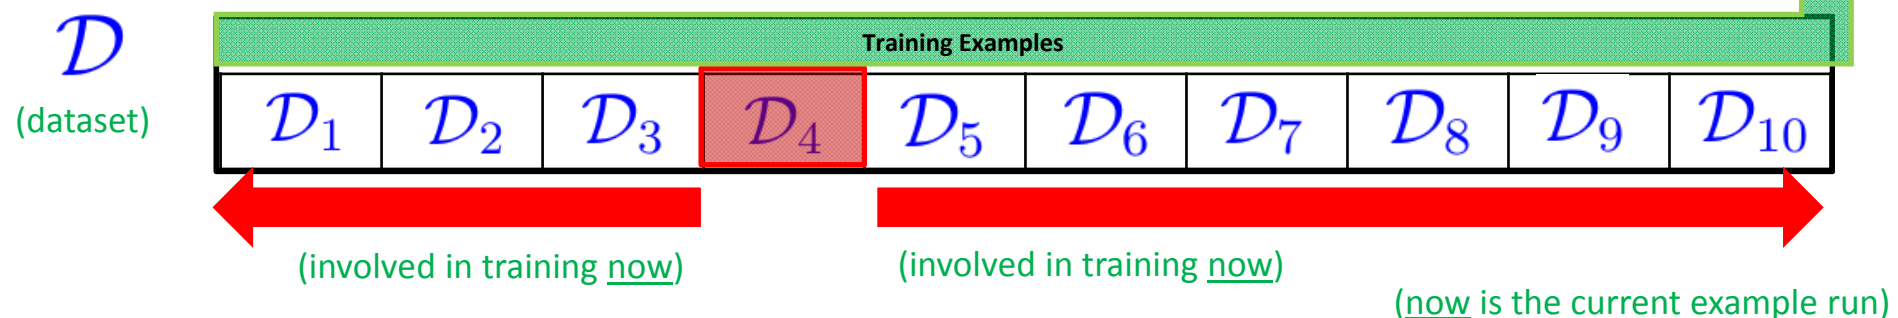 𝒟
(dataset)
Training Examples
𝒟₁ 𝒟₂ 𝒟₃ 𝒟₄ 𝒟₅ 𝒟₆ 𝒟₇ 𝒟₈ 𝒟₉ 𝒟₁₀
(involved in training now) (involved in training now)
(now is the current example run)